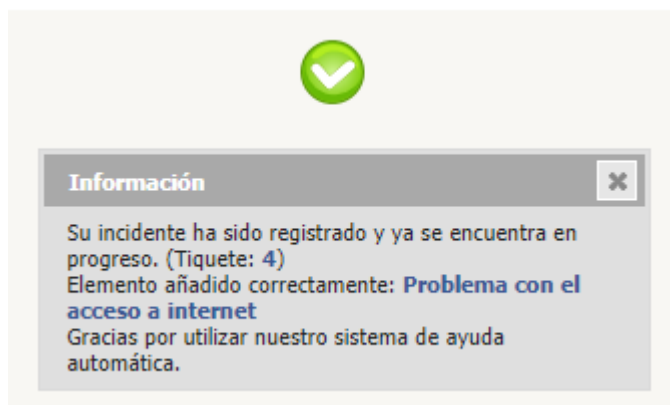 Información
Su incidente ha sido registrado y ya se encuentra en
progreso. (Tiquete: 4)
Elemento añadido correctamente: Problema con el
acceso a internet
Gracias por utilizar nuestro sistema de ayuda
automática.